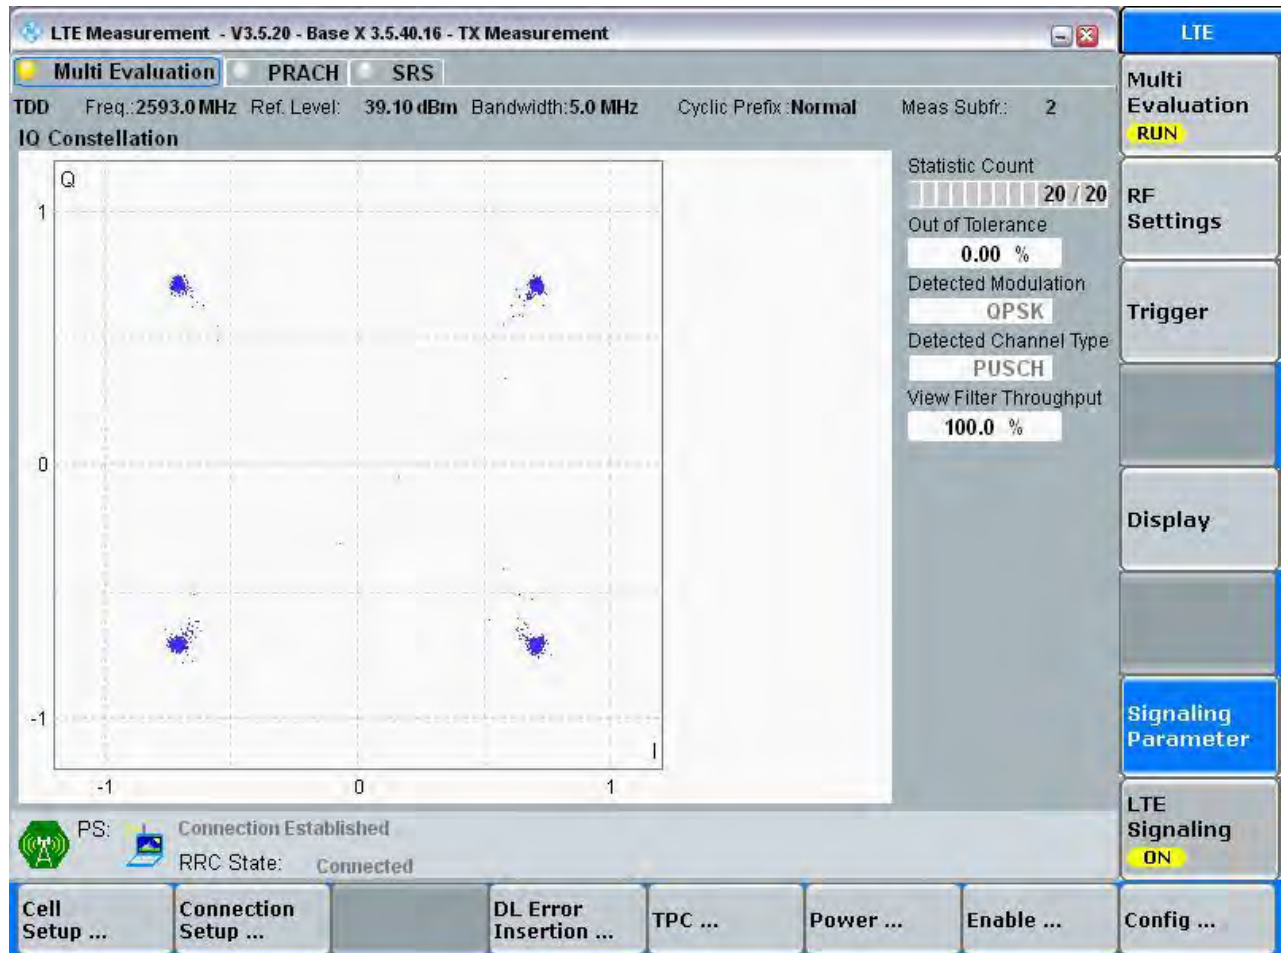 LTE Measurement - V3.5.20 - Base X 3.5.40.16 - TX Measurement
LTE
Multi Evaluation PRACH SRS
TDD Freq.:2593.0 MHz Ref. Level: 39.10 dBm Bandwidth:5.0 MHz Cyclic Prefix :Normal Meas Subfr.: 2
IQ Constellation
Q
1
0
-1
-1 0 1
I
Statistic Count
20 / 20
Out of Tolerance
0.00 %
Detected Modulation
QPSK
Detected Channel Type
PUSCH
View Filter Throughput
100.0 %
Multi
Evaluation
RUN
RF
Settings
Trigger
Display
Signaling
Parameter
LTE
Signaling
ON
PS: Connection Established
RRC State: Connected
Cell
Setup ...
Connection
Setup ...
DL Error
Insertion ...
TPC ...
Power ...
Enable ...
Config ...